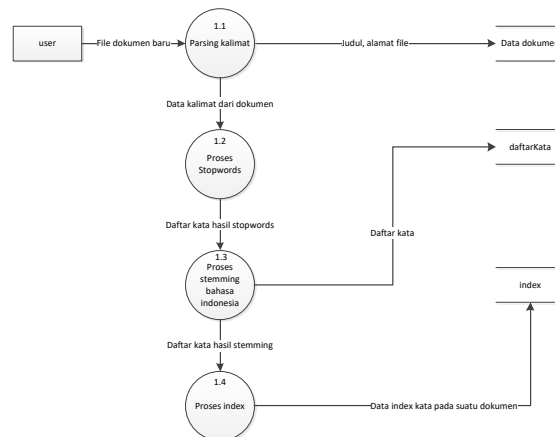 1.1
Parsing kalimat
user
File dokumen baru
Judul, alamat file
Data dokumen
Data kalimat dari dokumen
1.2
Proses
Stopwords
daftarKata
Daftar kata hasil stopwords
Daftar kata
1.3
Proses
stemming
bahasa
indonesia
index
Daftar kata hasil stemming
1.4
Proses index
Data index kata pada suatu dokumen